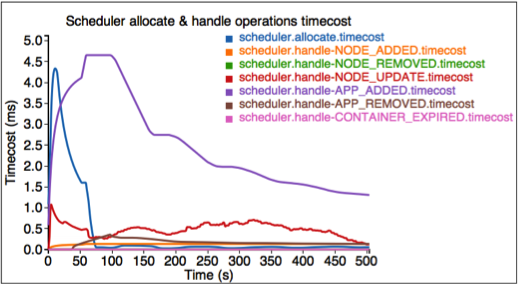 Scheduler allocate & handle operations timecost
scheduler.allocate.timecost
scheduler.handle-NODE_ADDED.timecost
scheduler.handle-NODE_REMOVED.timecost
scheduler.handle-NODE_UPDATE.timecost
scheduler.handle-APP_ADDED.timecost
scheduler.handle-APP_REMOVED.timecost
scheduler.handle-CONTAINER_EXPIRED.timecost
Timecost (ms)
5.0
4.5
4.0
3.5
3.0
2.5
2.0
1.5
1.0
0.5
0.0
0 50 100 150 200 250 300 350 400 450 500
Time (s)